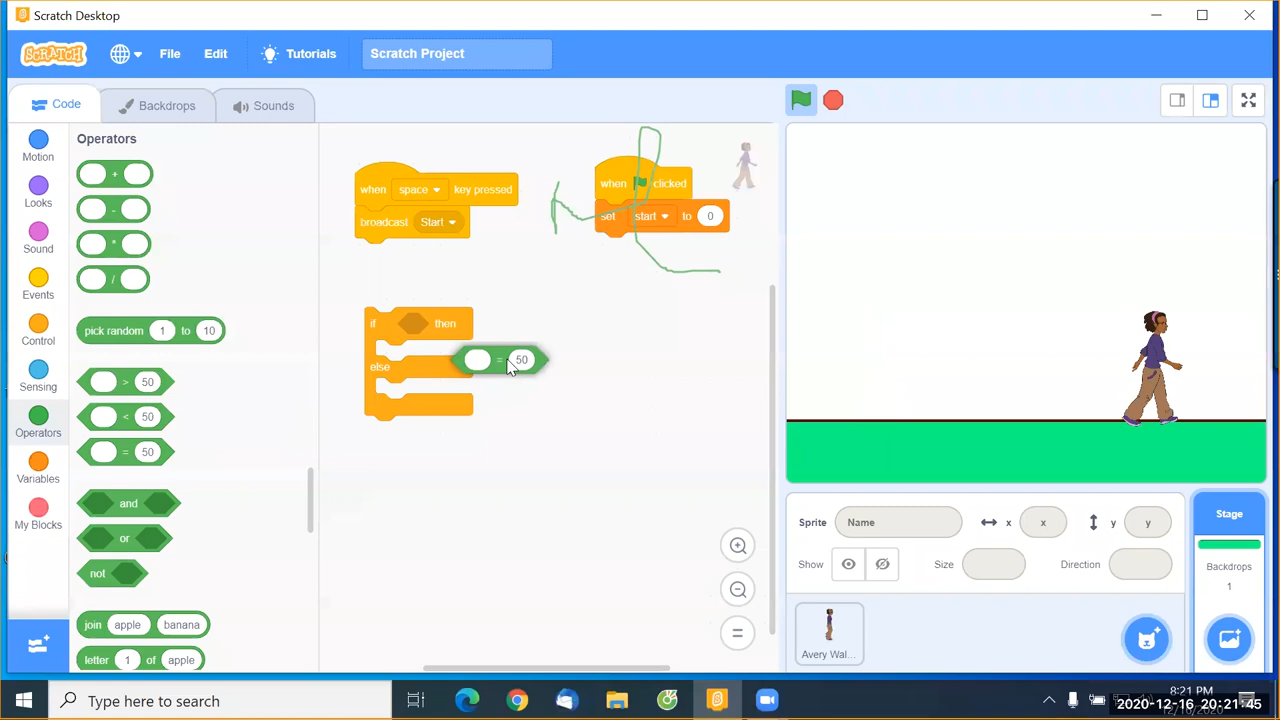 Scratch Desktop
SCRATCH File Edit Tutorials Scratch Project
Code Backdrops Sounds
Motion
Looks
Sound
Events
Control
Sensing
Operators
Variables
My Blocks
Operators
+
-
*
/
pick random 1 to 10
> 50
< 50
= 50
and
or
not
join apple banana
letter 1 of apple
when space key pressed
broadcast Start
when clicked
set start to 0
if then
else
= 50
Sprite Name x x y y
Show Size Direction
Avery Wal...
Stage
Backdrops
1
Type here to search
8:21 PM
2020-12-16 20:21:45